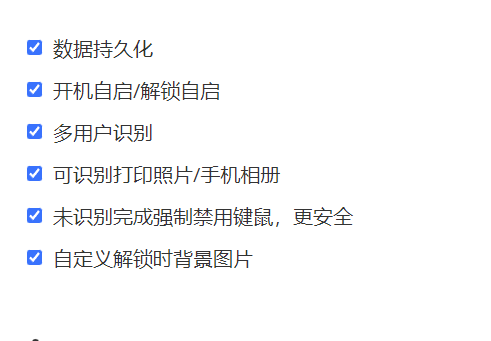 数据持久化
开机自启/解锁自启
多用户识别
可识别打印照片/手机相册
未识别完成强制禁用键鼠，更安全
自定义解锁时背景图片